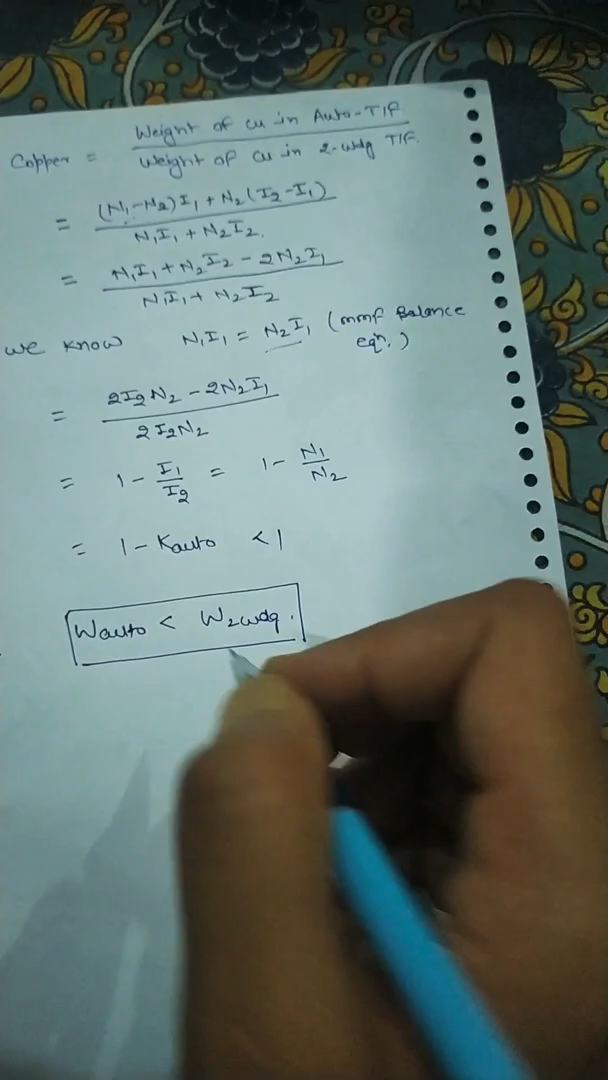 Copper = Weight of cu in Auto-T/F / Weight of cu in 2-wdg T/F.
= (N₁-N₂)I₁ + N₂(I₂-I₁) / N₁I₁ + N₂I₂.
= N₁I₁ + N₂I₂ - 2N₂I₁ / N₁I₁ + N₂I₂
we know N₁I₁ = N₂I₁ (mmf Balance
eqn.)
= 2I₂N₂ - 2N₂I₁ / 2I₂N₂
= 1 - I₁/I₂ = 1 - N₁/N₂
= 1 - Kauto < 1
Wauto < W2wdg.